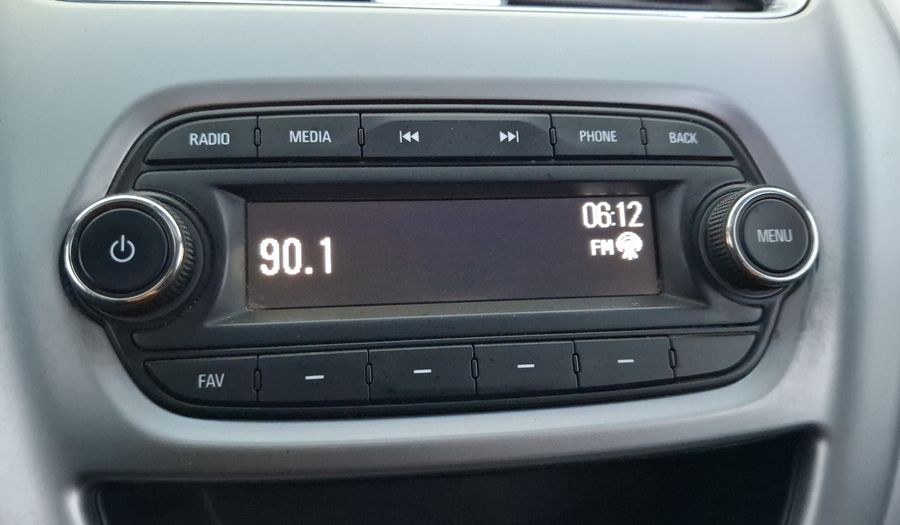 RADIO MEDIA PHONE BACK
06:12
90.1 FM
MENU
FAV